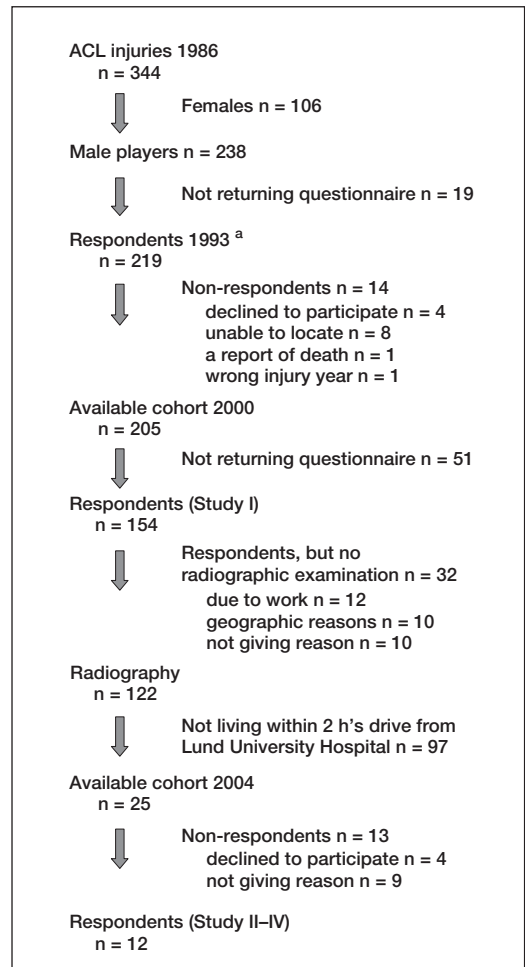 ACL injuries 1986
n = 344
Females n = 106
Male players n = 238
Not returning questionnaire n = 19
Respondents 1993 a
n = 219
Non-respondents n = 14
declined to participate n = 4
unable to locate n = 8
a report of death n = 1
wrong injury year n = 1
Available cohort 2000
n = 205
Not returning questionnaire n = 51
Respondents (Study I)
n = 154
Respondents, but no
radiographic examination n = 32
due to work n = 12
geographic reasons n = 10
not giving reason n = 10
Radiography
n = 122
Not living within 2 h's drive from
Lund University Hospital n = 97
Available cohort 2004
n = 25
Non-respondents n = 13
declined to participate n = 4
not giving reason n = 9
Respondents (Study II–IV)
n = 12